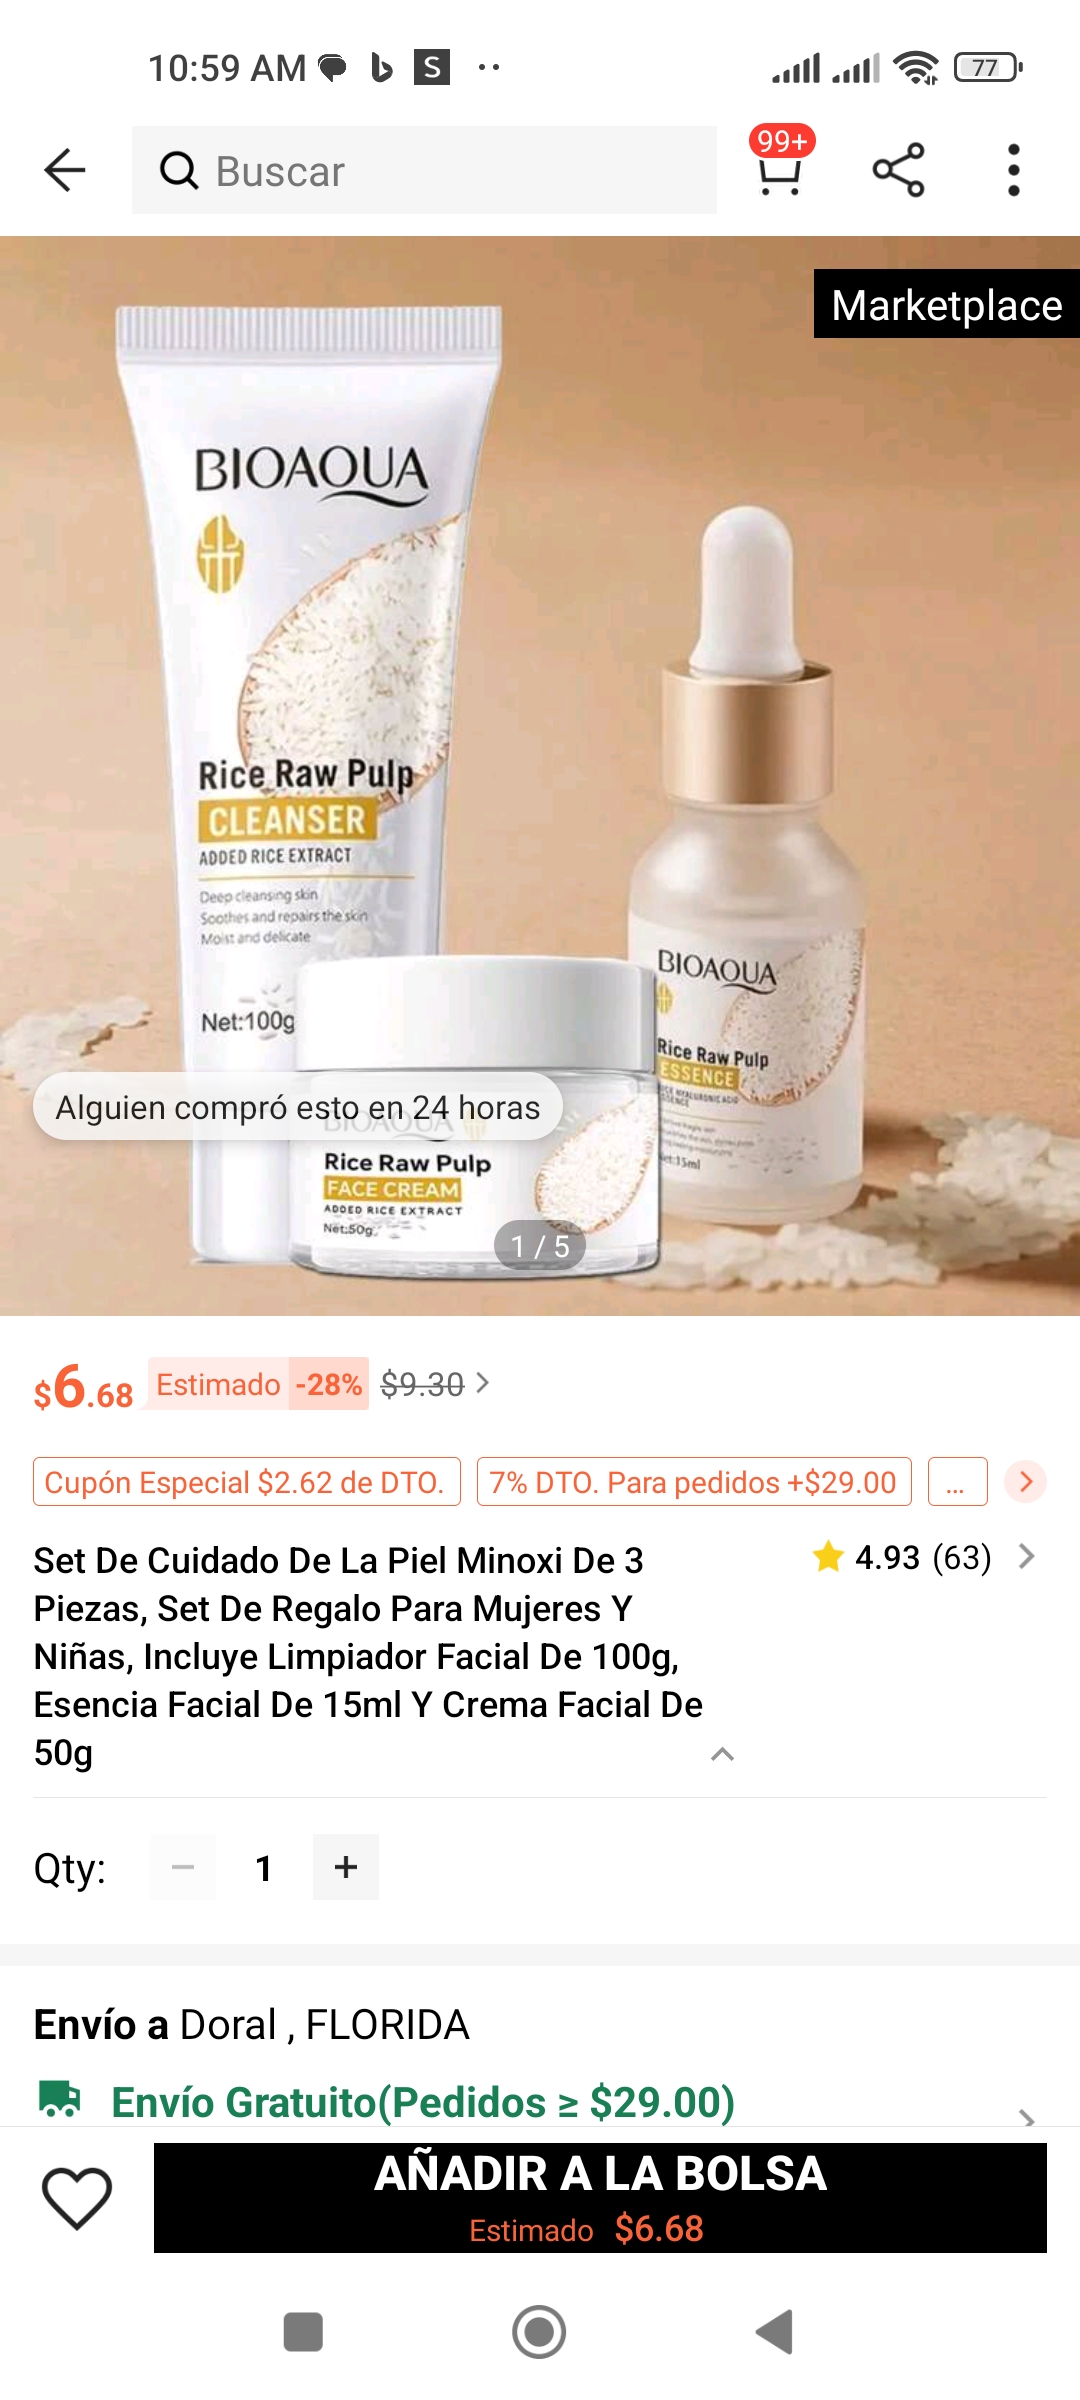 10:59 AM
S
77
Buscar
99+
Marketplace
BIOAQUA
Rice Raw Pulp
CLEANSER
ADDED RICE EXTRACT
Deep cleansing skin
Soothes and repairs the skin
Moist and delicate
Net:100g
BIOAQUA
Rice Raw Pulp
ESSENCE
Net:15ml
Alguien compró esto en 24 horas
BIOAQUA
Rice Raw Pulp
FACE CREAM
ADDED RICE EXTRACT
Net:50g
1 / 5
$6.68 Estimado -28% $9.30
Cupón Especial $2.62 de DTO. 7% DTO. Para pedidos +$29.00 ...
Set De Cuidado De La Piel Minoxi De 3
Piezas, Set De Regalo Para Mujeres Y
Niñas, Incluye Limpiador Facial De 100g,
Esencia Facial De 15ml Y Crema Facial De
50g
4.93 (63)
Qty: 1 +
Envío a Doral , FLORIDA
Envío Gratuito(Pedidos ≥ $29.00)
AÑADIR A LA BOLSA
Estimado $6.68